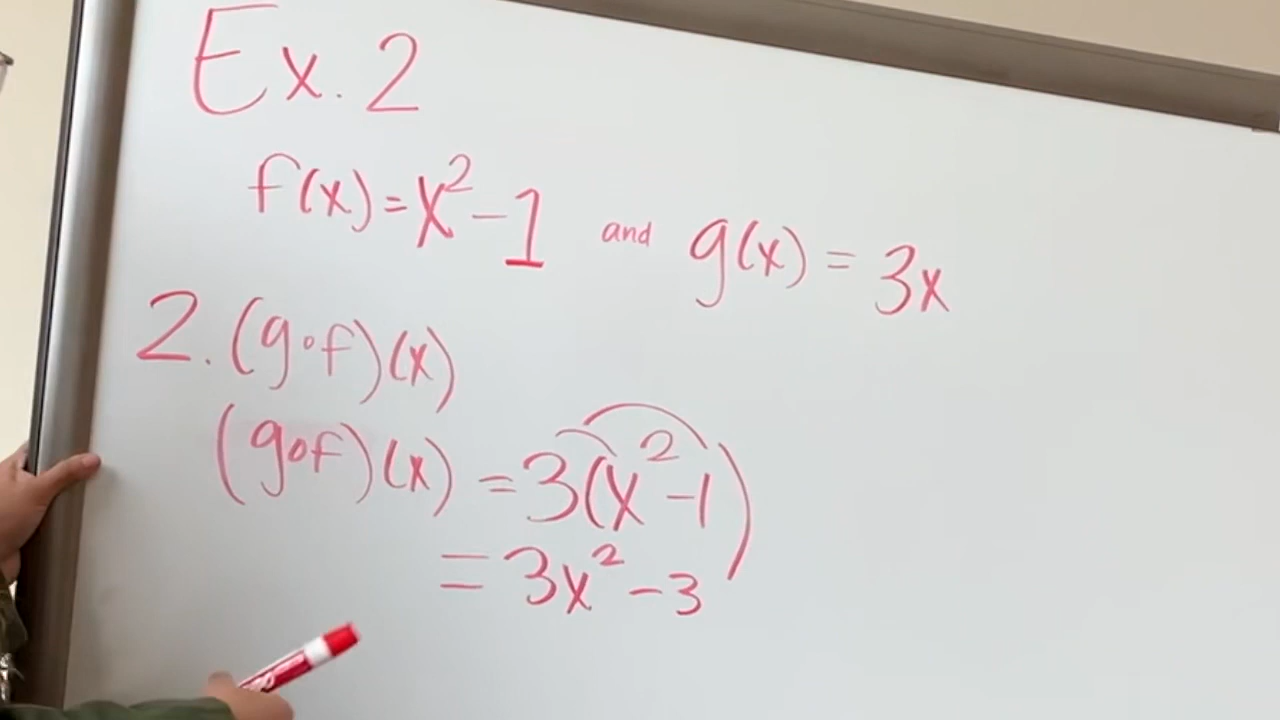 Ex. 2
f(x) = x² - 1 and g(x) = 3x
2. (g∘f)(x)
(g∘f)(x) = 3(x² - 1)
= 3x² - 3